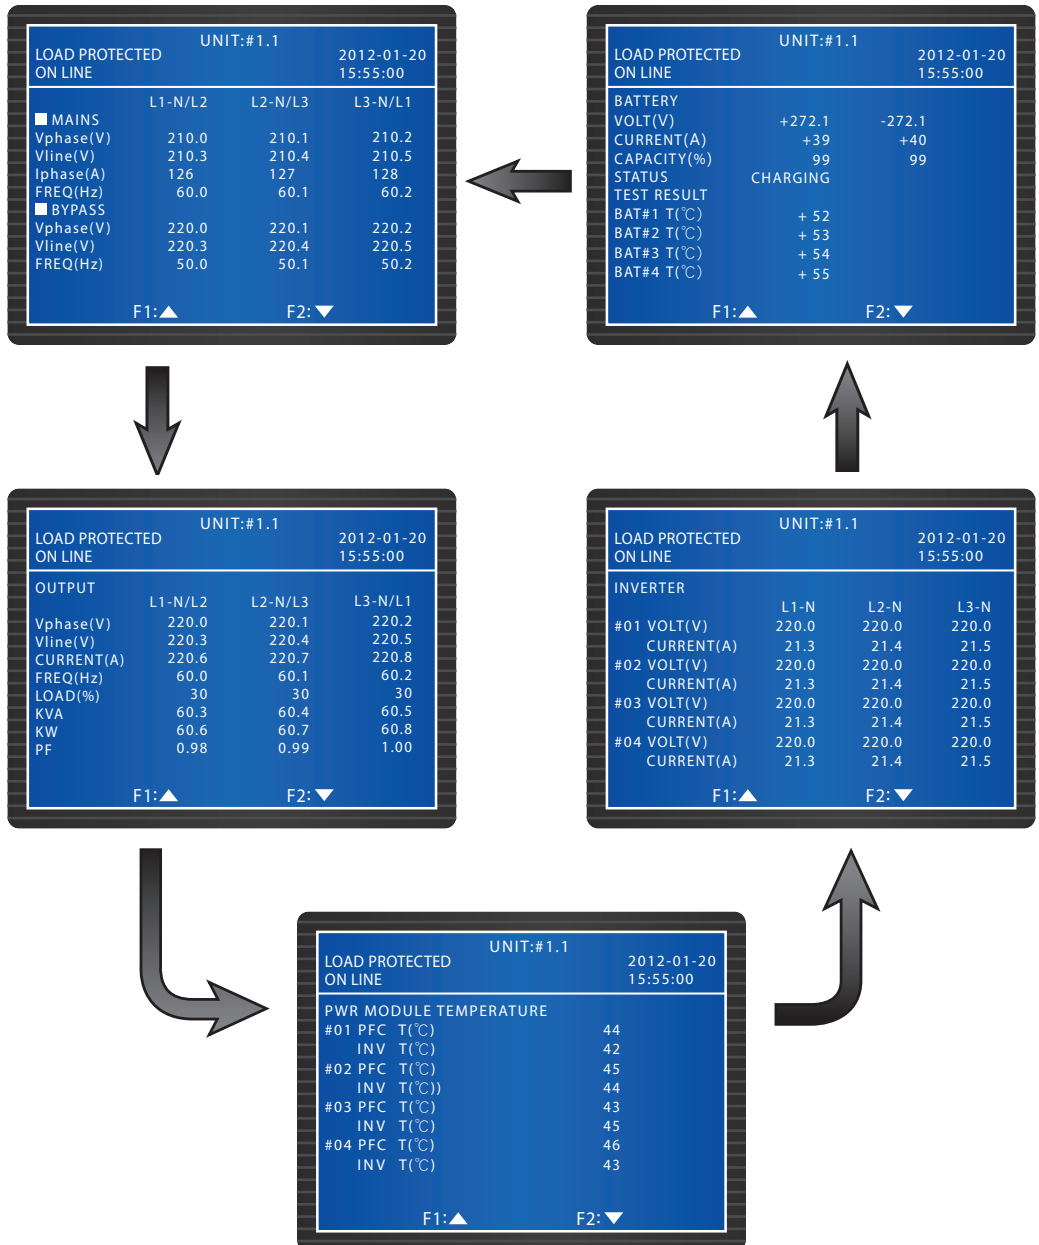 UNIT:#1.1
LOAD PROTECTED 2012-01-20
ON LINE 15:55:00
L1-N/L2 L2-N/L3 L3-N/L1
MAINS
Vphase(V) 210.0 210.1 210.2
Vline(V) 210.3 210.4 210.5
Iphase(A) 126 127 128
FREQ(Hz) 60.0 60.1 60.2
BYPASS
Vphase(V) 220.0 220.1 220.2
Vline(V) 220.3 220.4 220.5
FREQ(Hz) 50.0 50.1 50.2
F1:▲ F2:▼
UNIT:#1.1
LOAD PROTECTED 2012-01-20
ON LINE 15:55:00
BATTERY
VOLT(V) +272.1 -272.1
CURRENT(A) +39 +40
CAPACITY(%) 99 99
STATUS CHARGING
TEST RESULT
BAT#1 T(℃) + 52
BAT#2 T(℃) + 53
BAT#3 T(℃) + 54
BAT#4 T(℃) + 55
F1:▲ F2:▼
UNIT:#1.1
LOAD PROTECTED 2012-01-20
ON LINE 15:55:00
OUTPUT
L1-N/L2 L2-N/L3 L3-N/L1
Vphase(V) 220.0 220.1 220.2
Vline(V) 220.3 220.4 220.5
CURRENT(A) 220.6 220.7 220.8
FREQ(Hz) 60.0 60.1 60.2
LOAD(%) 30 30 30
KVA 60.3 60.4 60.5
KW 60.6 60.7 60.8
PF 0.98 0.99 1.00
F1:▲ F2:▼
UNIT:#1.1
LOAD PROTECTED 2012-01-20
ON LINE 15:55:00
INVERTER
L1-N L2-N L3-N
#01 VOLT(V) 220.0 220.0 220.0
CURRENT(A) 21.3 21.4 21.5
#02 VOLT(V) 220.0 220.0 220.0
CURRENT(A) 21.3 21.4 21.5
#03 VOLT(V) 220.0 220.0 220.0
CURRENT(A) 21.3 21.4 21.5
#04 VOLT(V) 220.0 220.0 220.0
CURRENT(A) 21.3 21.4 21.5
F1:▲ F2:▼
UNIT:#1.1
LOAD PROTECTED 2012-01-20
ON LINE 15:55:00
PWR MODULE TEMPERATURE
#01 PFC T(℃) 44
INV T(℃) 42
#02 PFC T(℃) 45
INV T(℃)) 44
#03 PFC T(℃) 43
INV T(℃) 45
#04 PFC T(℃) 46
INV T(℃) 43
F1:▲ F2:▼